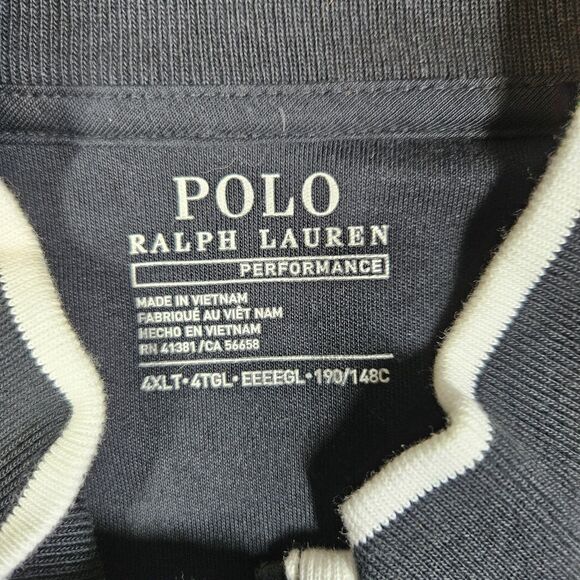 POLO
RALPH LAUREN
PERFORMANCE
MADE IN VIETNAM
FABRIQUÉ AU VIÊT NAM
HECHO EN VIETNAM
RN 41381 /CA 56658
4XLT•4TGL•EEEEGL•190/148C